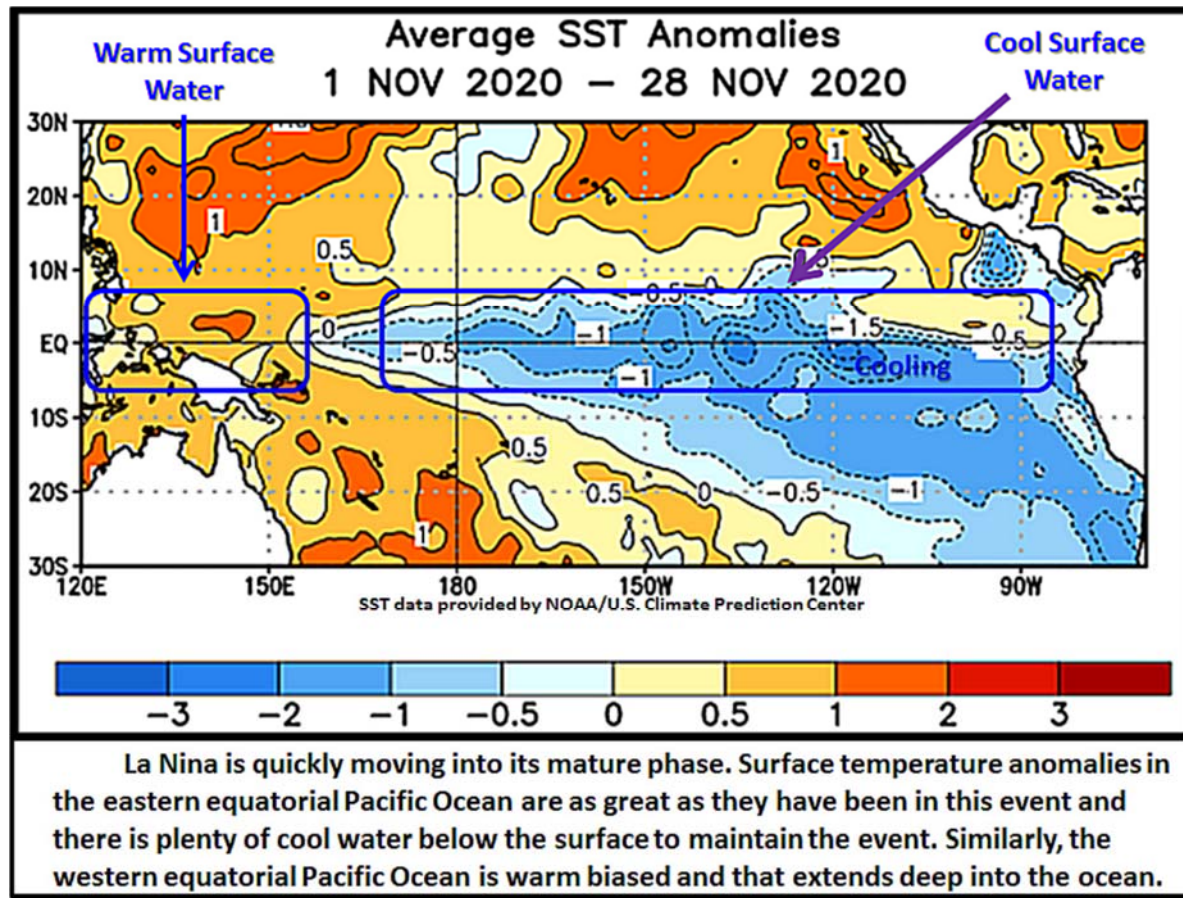 Average SST Anomalies
1 NOV 2020 – 28 NOV 2020
Warm Surface
Water
Cool Surface
Water
30N
20N
10N
EQ
10S
20S
30S
1
1
0.5
-0.5
0
0
-0.5
-1
-1
-1.5
0
0.5
Cooling
0.5
0.5
0
-0.5
-1
1
120E
150E
180
150W
120W
90W
SST data provided by NOAA/U.S. Climate Prediction Center
-3
-2
-1
-0.5
0
0.5
1
2
3
La Nina is quickly moving into its mature phase. Surface temperature anomalies in
the eastern equatorial Pacific Ocean are as great as they have been in this event and
there is plenty of cool water below the surface to maintain the event. Similarly, the
western equatorial Pacific Ocean is warm biased and that extends deep into the ocean.